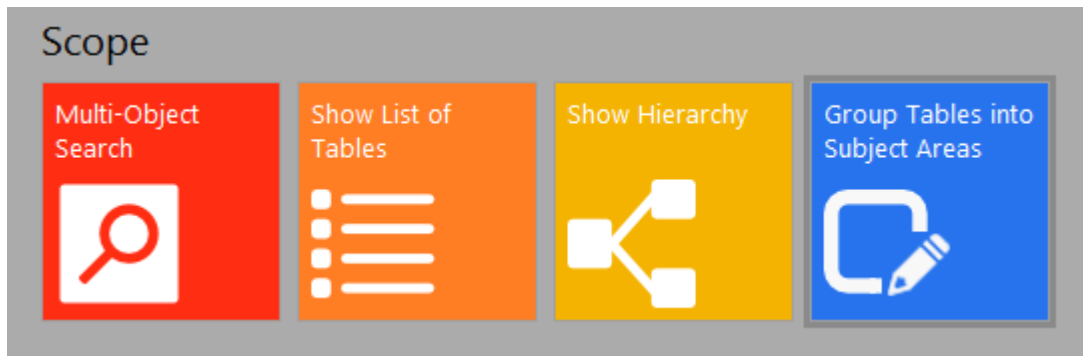 Scope
Multi-Object
Search
Show List of
Tables
Show Hierarchy
Group Tables into
Subject Areas